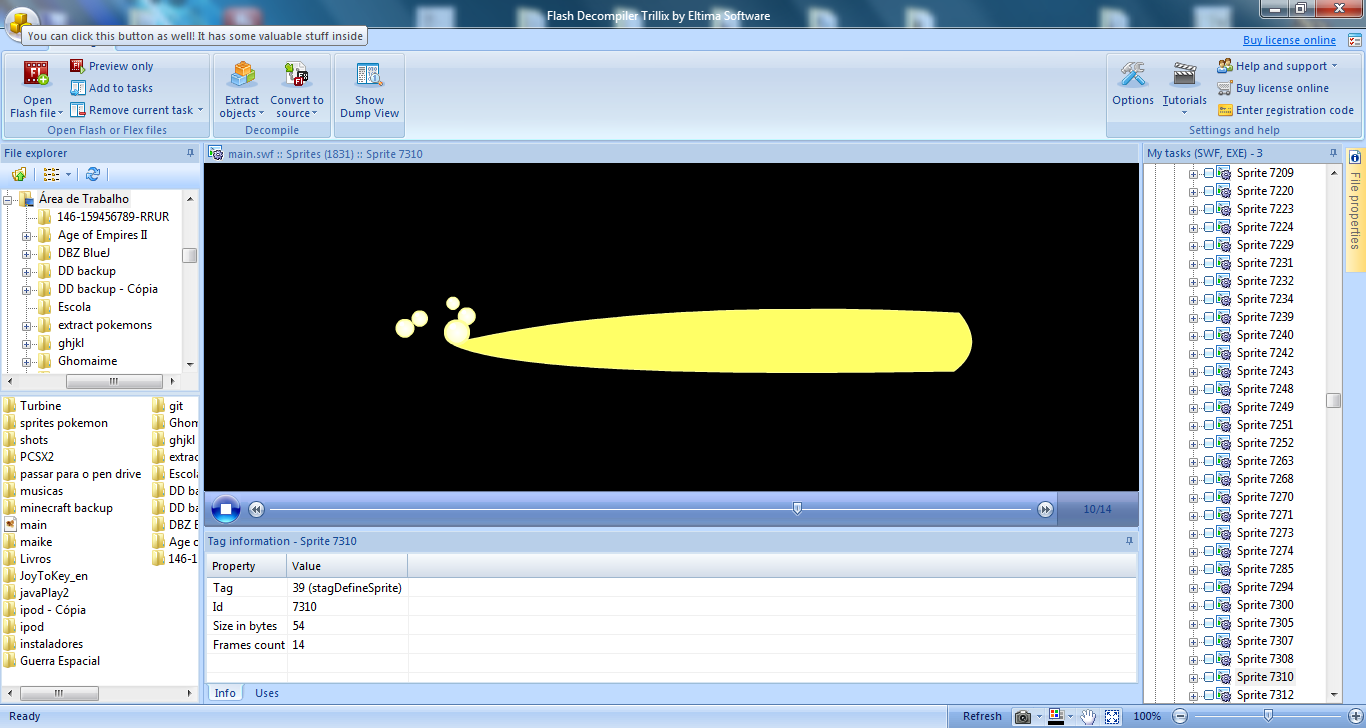 Flash Decompiler Trillix by Eltima Software
You can click this button as well! It has some valuable stuff inside
Buy license online
Open
Flash file
Preview only
Add to tasks
Remove current task
Open Flash or Flex files
Extract
objects
Convert to
source
Decompile
Show
Dump View
Options
Tutorials
Help and support
Buy license online
Enter registration code
Settings and help
File explorer
Área de Trabalho
146-159456789-RRUR
Age of Empires II
DBZ BlueJ
DD backup
DD backup - Cópia
Escola
extract pokemons
ghjkl
Ghomaime
Turbine
sprites pokemon
shots
PCSX2
passar para o pen drive
musicas
minecraft backup
main
maike
Livros
JoyToKey_en
javaPlay2
ipod - Cópia
ipod
instaladores
Guerra Espacial
git
Ghom
ghjkl
extrac
Escola
DD ba
DD ba
DBZ B
Age c
146-1
main.swf :: Sprites (1831) :: Sprite 7310
10/14
Tag information - Sprite 7310
Property Value
Tag 39 (stagDefineSprite)
Id 7310
Size in bytes 54
Frames count 14
Info Uses
My tasks (SWF, EXE) - 3
Sprite 7209
Sprite 7220
Sprite 7223
Sprite 7224
Sprite 7229
Sprite 7231
Sprite 7232
Sprite 7234
Sprite 7239
Sprite 7240
Sprite 7242
Sprite 7243
Sprite 7248
Sprite 7249
Sprite 7251
Sprite 7252
Sprite 7263
Sprite 7268
Sprite 7270
Sprite 7271
Sprite 7273
Sprite 7274
Sprite 7285
Sprite 7294
Sprite 7300
Sprite 7305
Sprite 7307
Sprite 7308
Sprite 7310
Sprite 7312
File properties
Ready
Refresh
100%